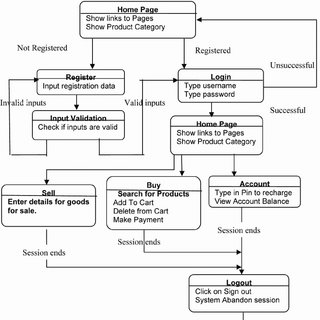 Home Page
Show links to Pages
Show Product Category
Not Registered
Registered
Unsuccessful
Register
Input registration data
Login
Type username
Type password
Invalid inputs
Valid inputs
Successful
Input Validation
Check if inputs are valid
Home Page
Show links to Pages
Show Product Category
Sell
Enter details for goods
for sale.
Buy
Search for Products
Add To Cart
Delete from Cart
Make Payment
Account
Type in Pin to recharge
View Account Balance
Session ends
Session ends
Session ends
Logout
Click on Sign out
System Abandon session